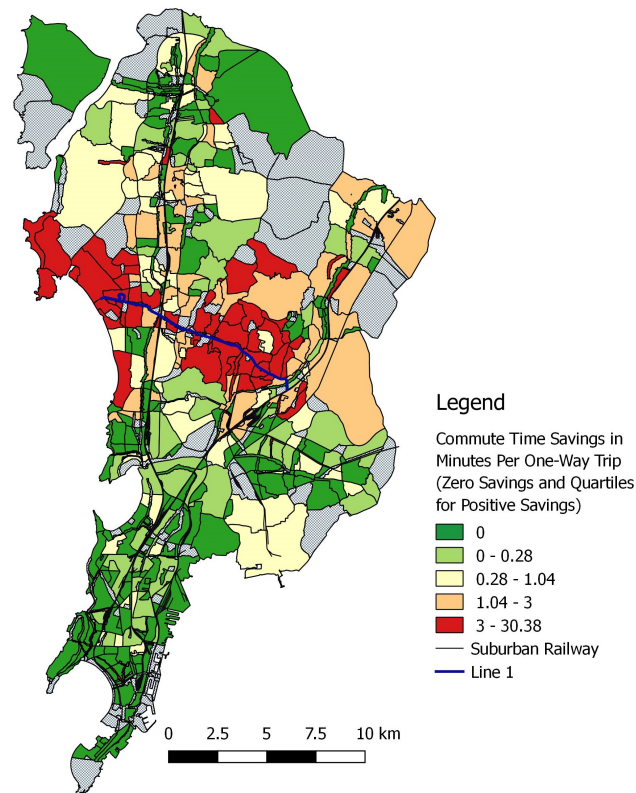 Legend
Commute Time Savings in
Minutes Per One-Way Trip
(Zero Savings and Quartiles
for Positive Savings)
0
0 - 0.28
0.28 - 1.04
1.04 - 3
3 - 30.38
Suburban Railway
Line 1
0 2.5 5 7.5 10 km